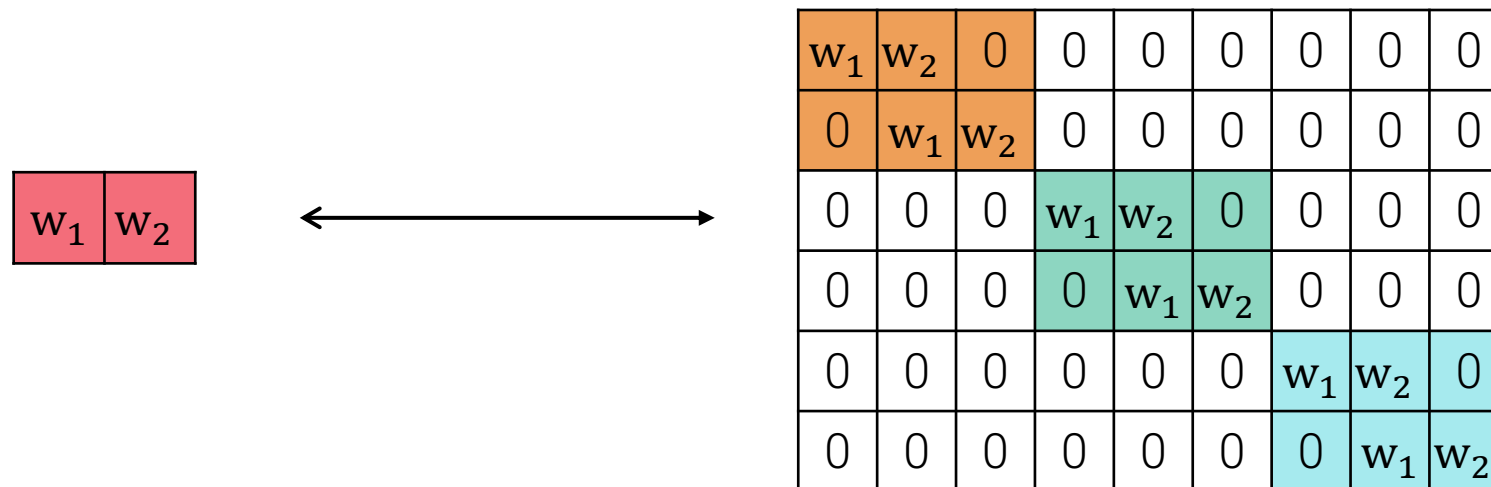 w₁ w₂ 0 0 0 0 0 0 0
0 w₁ w₂ 0 0 0 0 0 0
w₁ w₂
0 0 0 w₁ w₂ 0 0 0 0
0 0 0 0 w₁ w₂ 0 0 0
0 0 0 0 0 0 w₁ w₂ 0
0 0 0 0 0 0 0 w₁ w₂